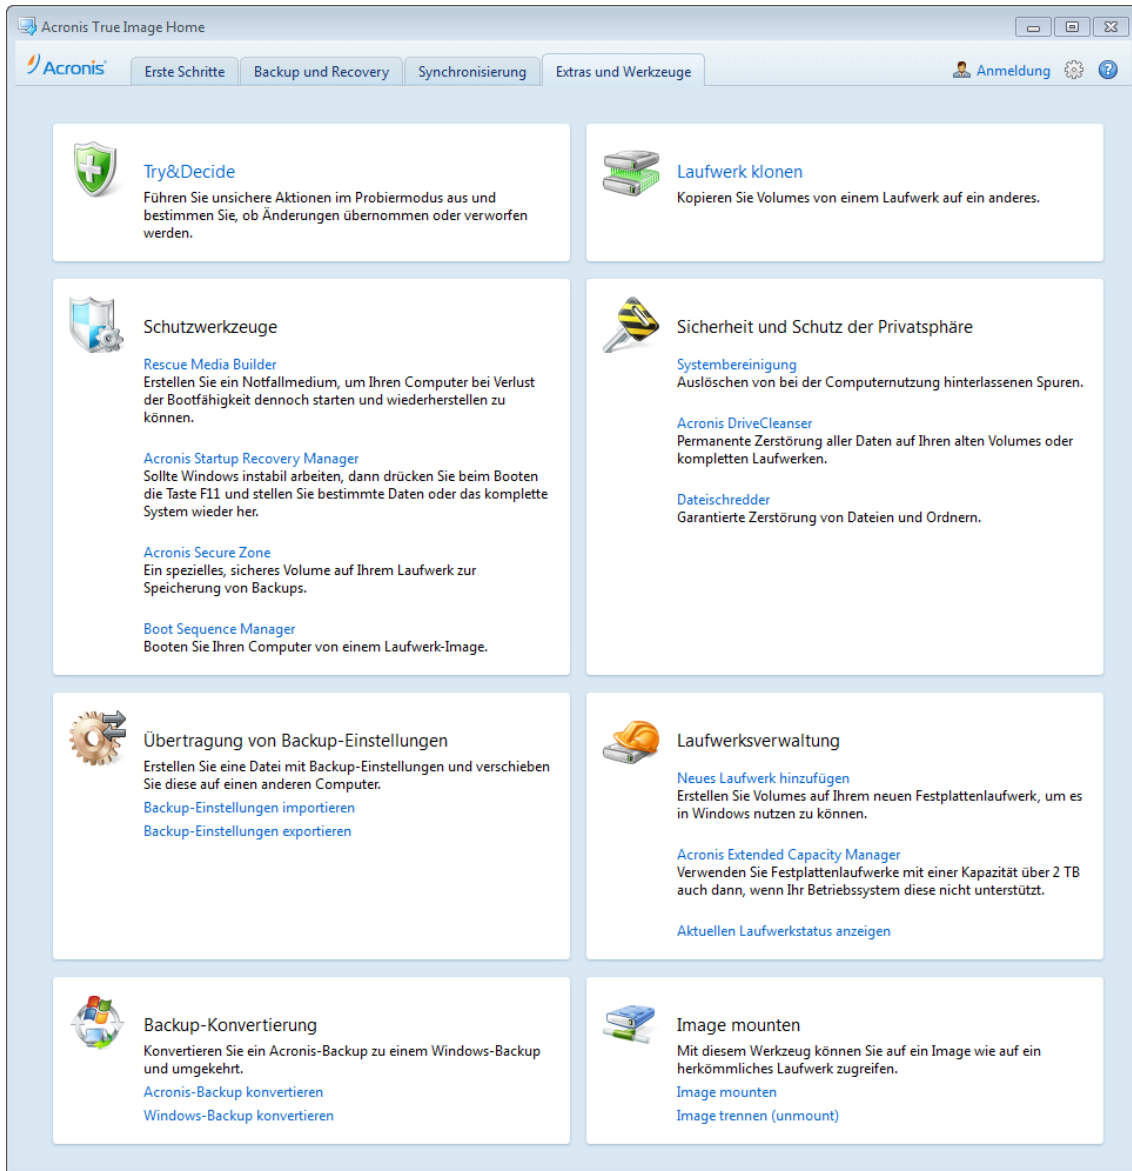 Acronis True Image Home
Acronis
Erste Schritte
Backup und Recovery
Synchronisierung
Extras und Werkzeuge
Anmeldung
?
Try&Decide
Führen Sie unsichere Aktionen im Probiermodus aus und
bestimmen Sie, ob Änderungen übernommen oder verworfen
werden.
Laufwerk klonen
Kopieren Sie Volumes von einem Laufwerk auf ein anderes.
Schutzwerkzeuge
Rescue Media Builder
Erstellen Sie ein Notfallmedium, um Ihren Computer bei Verlust
der Bootfähigkeit dennoch starten und wiederherstellen zu
können.
Acronis Startup Recovery Manager
Sollte Windows instabil arbeiten, dann drücken Sie beim Booten
die Taste F11 und stellen Sie bestimmte Daten oder das komplette
System wieder her.
Acronis Secure Zone
Ein spezielles, sicheres Volume auf Ihrem Laufwerk zur
Speicherung von Backups.
Boot Sequence Manager
Booten Sie Ihren Computer von einem Laufwerk-Image.
Sicherheit und Schutz der Privatsphäre
Systembereinigung
Auslöschen von bei der Computernutzung hinterlassenen Spuren.
Acronis DriveCleanser
Permanente Zerstörung aller Daten auf Ihren alten Volumes oder
kompletten Laufwerken.
Dateischredder
Garantierte Zerstörung von Dateien und Ordnern.
Übertragung von Backup-Einstellungen
Erstellen Sie eine Datei mit Backup-Einstellungen und verschieben
Sie diese auf einen anderen Computer.
Backup-Einstellungen importieren
Backup-Einstellungen exportieren
Laufwerksverwaltung
Neues Laufwerk hinzufügen
Erstellen Sie Volumes auf Ihrem neuen Festplattenlaufwerk, um es
in Windows nutzen zu können.
Acronis Extended Capacity Manager
Verwenden Sie Festplattenlaufwerke mit einer Kapazität über 2 TB
auch dann, wenn Ihr Betriebssystem diese nicht unterstützt.
Aktuellen Laufwerkstatus anzeigen
Backup-Konvertierung
Konvertieren Sie ein Acronis-Backup zu einem Windows-Backup
und umgekehrt.
Acronis-Backup konvertieren
Windows-Backup konvertieren
Image mounten
Mit diesem Werkzeug können Sie auf ein Image wie auf ein
herkömmliches Laufwerk zugreifen.
Image mounten
Image trennen (unmount)